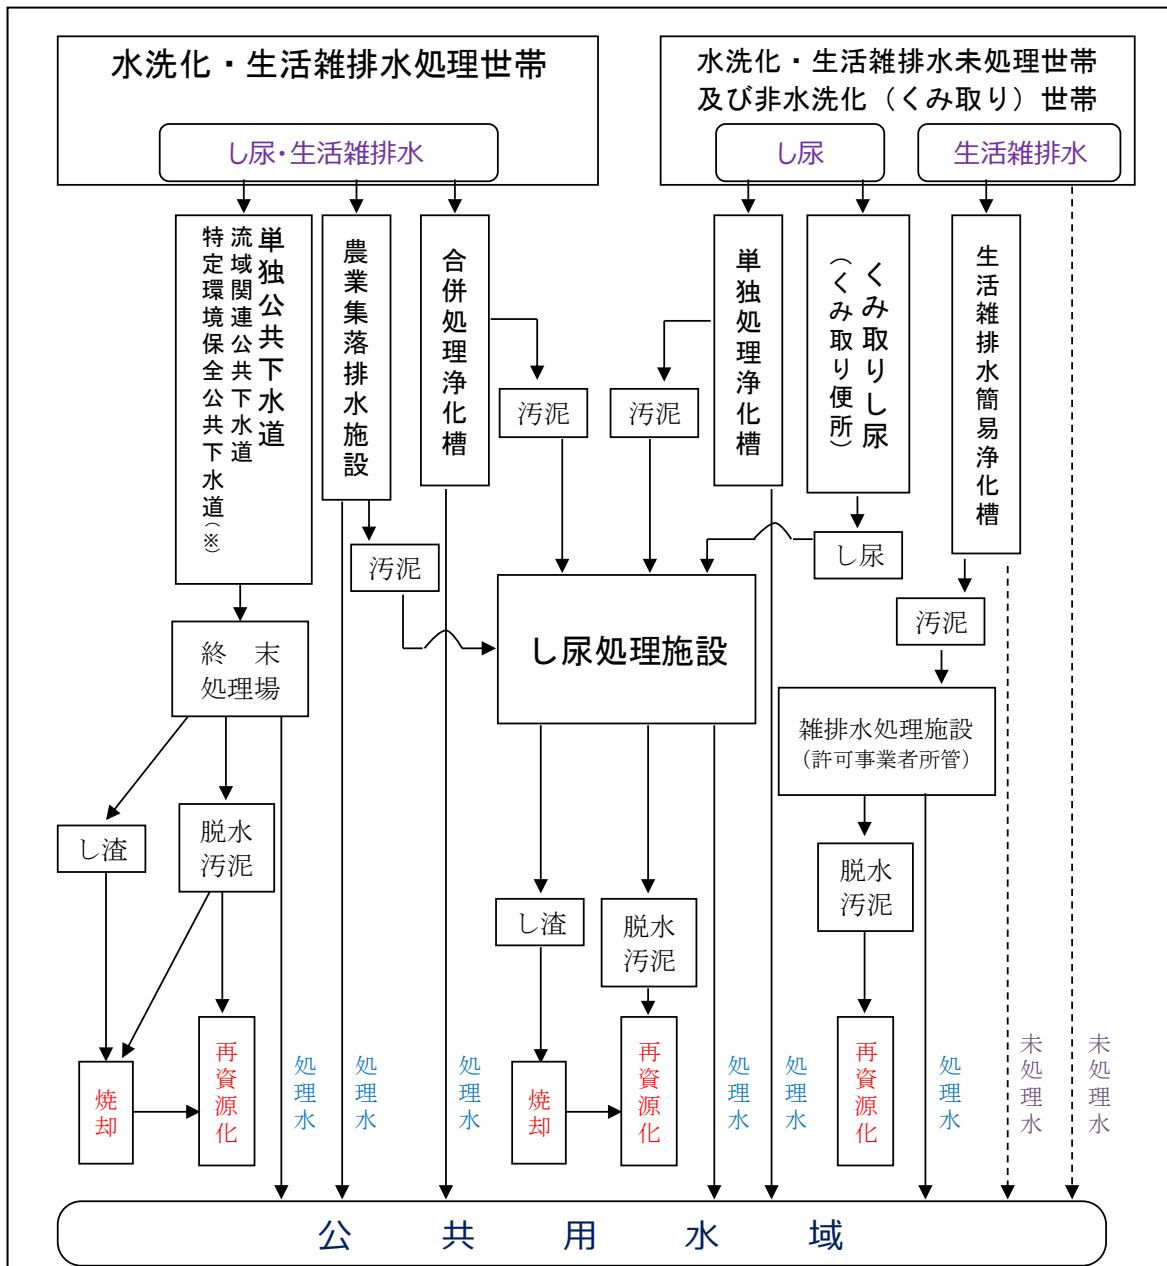 水洗化・生活雑排水処理世帯
し尿・生活雑排水
水洗化・生活雑排水未処理世帯
及び非水洗化（くみ取り）世帯
し尿
生活雑排水
単独公共下水道
流域関連公共下水道
特定環境保全公共下水道（※）
農業集落排水施設
合併処理浄化槽
汚泥
汚泥
単独処理浄化槽
くみ取りし尿
（くみ取り便所）
生活雑排水簡易浄化槽
汚泥
し尿
汚泥
終　末
処理場
し尿処理施設
雑排水処理施設
（許可事業者所管）
し渣
脱水
汚泥
し渣
脱水
汚泥
脱水
汚泥
焼却
再資源化
処理水
処理水
処理水
焼却
再資源化
処理水
処理水
再資源化
処理水
未処理水
未処理水
公　共　用　水　域